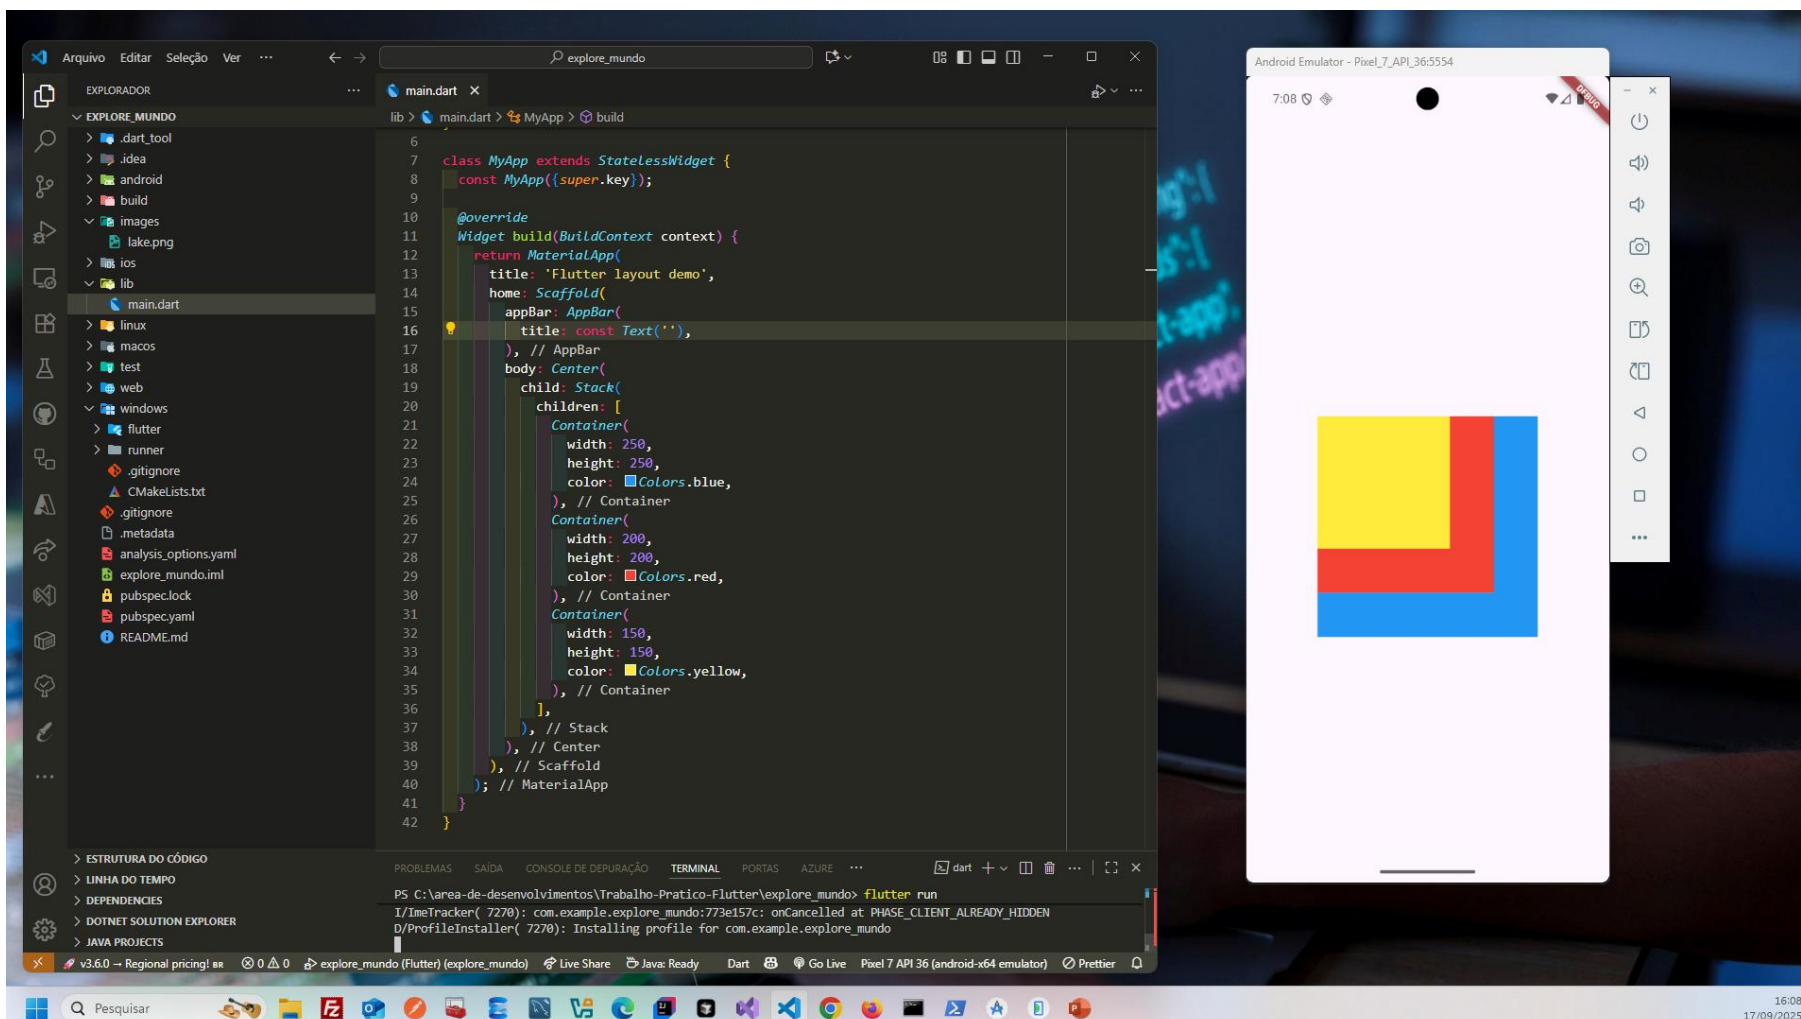 Arquivo Editar Seleção Ver ··· explore_mundo
EXPLORADOR ···
EXPLORE_MUNDO
.dart_tool
.idea
android
build
images
lake.png
ios
lib
main.dart
linux
macos
test
web
windows
flutter
runner
.gitignore
CMakeLists.txt
.gitignore
.metadata
analysis_options.yaml
explore_mundo.iml
pubspec.lock
pubspec.yaml
README.md
ESTRUTURA DO CÓDIGO
LINHA DO TEMPO
DEPENDENCIES
DOTNET SOLUTION EXPLORER
JAVA PROJECTS
main.dart
lib > main.dart > MyApp > build
6
7 class MyApp extends StatelessWidget {
8 const MyApp({super.key});
9
10 @override
11 Widget build(BuildContext context) {
12 return MaterialApp(
13 title: 'Flutter layout demo',
14 home: Scaffold(
15 appBar: AppBar(
16 title: const Text(''),
17 ), // AppBar
18 body: Center(
19 child: Stack(
20 children: [
21 Container(
22 width: 250,
23 height: 250,
24 color: Colors.blue,
25 ), // Container
26 Container(
27 width: 200,
28 height: 200,
29 color: Colors.red,
30 ), // Container
31 Container(
32 width: 150,
33 height: 150,
34 color: Colors.yellow,
35 ), // Container
36 ],
37 ), // Stack
38 ), // Center
39 ), // Scaffold
40 ); // MaterialApp
41 }
42 }
PROBLEMAS SAÍDA CONSOLE DE DEPURAÇÃO TERMINAL PORTAS AZURE ··· dart
PS C:\area-de-desenvolvimentos\Trabalho-Pratico-Flutter\explore_mundo> flutter run
I/ImeTracker( 7270): com.example.explore_mundo:773e157c: onCancelled at PHASE_CLIENT_ALREADY_HIDDEN
D/ProfileInstaller( 7270): Installing profile for com.example.explore_mundo
v3.6.0 → Regional pricing! BR 0 0 explore_mundo (Flutter) (explore_mundo) Live Share Java: Ready Dart Go Live Pixel 7 API 36 (android-x64 emulator) Prettier
Android Emulator - Pixel_7_API_36:5554
7:08
DEBUG
Pesquisar
16:08
17/09/2025